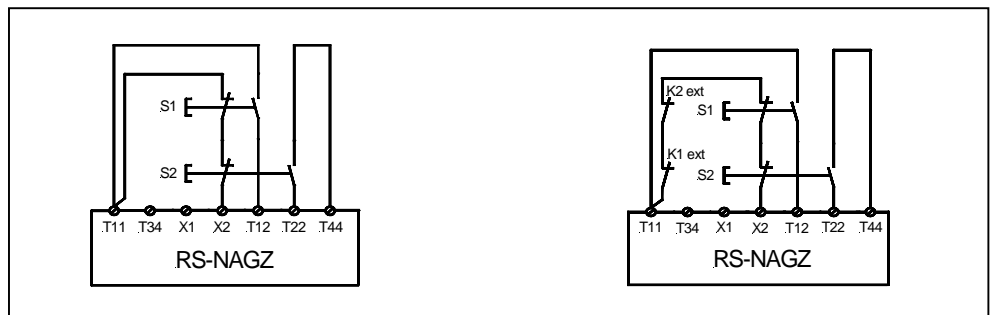 S1
S2
T11 T34 X1 X2 T12 T22 T44
RS-NAGZ
K2 ext
S1
K1 ext
S2
T11 T34 X1 X2 T12 T22 T44
RS-NAGZ